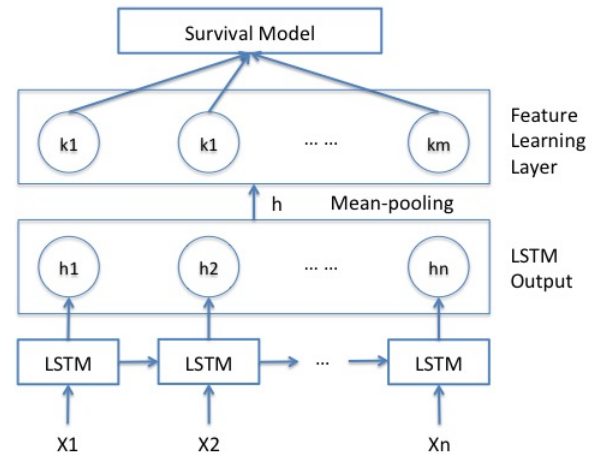 Survival Model
k1 k1 ... ... km
Feature
Learning
Layer
h Mean-pooling
h1 h2 ... ... hn
LSTM
Output
LSTM LSTM ... LSTM
X1 X2 Xn